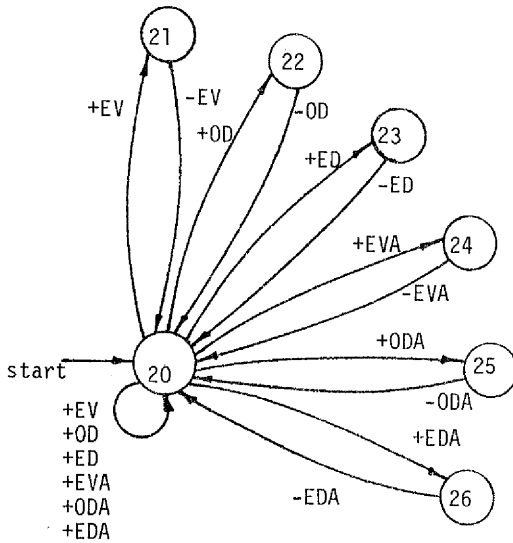 21
22
+EV
-EV
+OD
-OD
23
+ED
-ED
24
+EVA
-EVA
25
+ODA
-ODA
start
20
+EV
+OD
+ED
+EVA
+ODA
+EDA
+EDA
-EDA
26